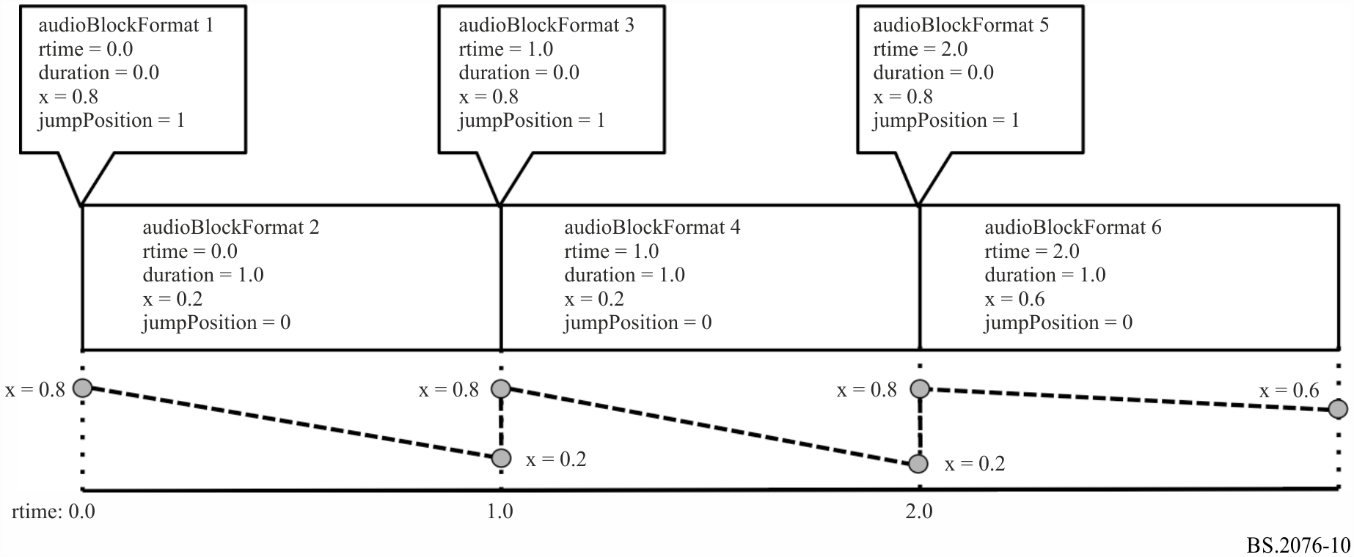 audioBlockFormat 1
rtime = 0.0
duration = 0.0
x = 0.8
jumpPosition = 1
audioBlockFormat 3
rtime = 1.0
duration = 0.0
x = 0.8
jumpPosition = 1
audioBlockFormat 5
rtime = 2.0
duration = 0.0
x = 0.8
jumpPosition = 1
audioBlockFormat 2
rtime = 0.0
duration = 1.0
x = 0.2
jumpPosition = 0
audioBlockFormat 4
rtime = 1.0
duration = 1.0
x = 0.2
jumpPosition = 0
audioBlockFormat 6
rtime = 2.0
duration = 1.0
x = 0.6
jumpPosition = 0
x = 0.8
x = 0.8
x = 0.8
x = 0.6
x = 0.2
x = 0.2
rtime: 0.0
1.0
2.0
BS.2076-10